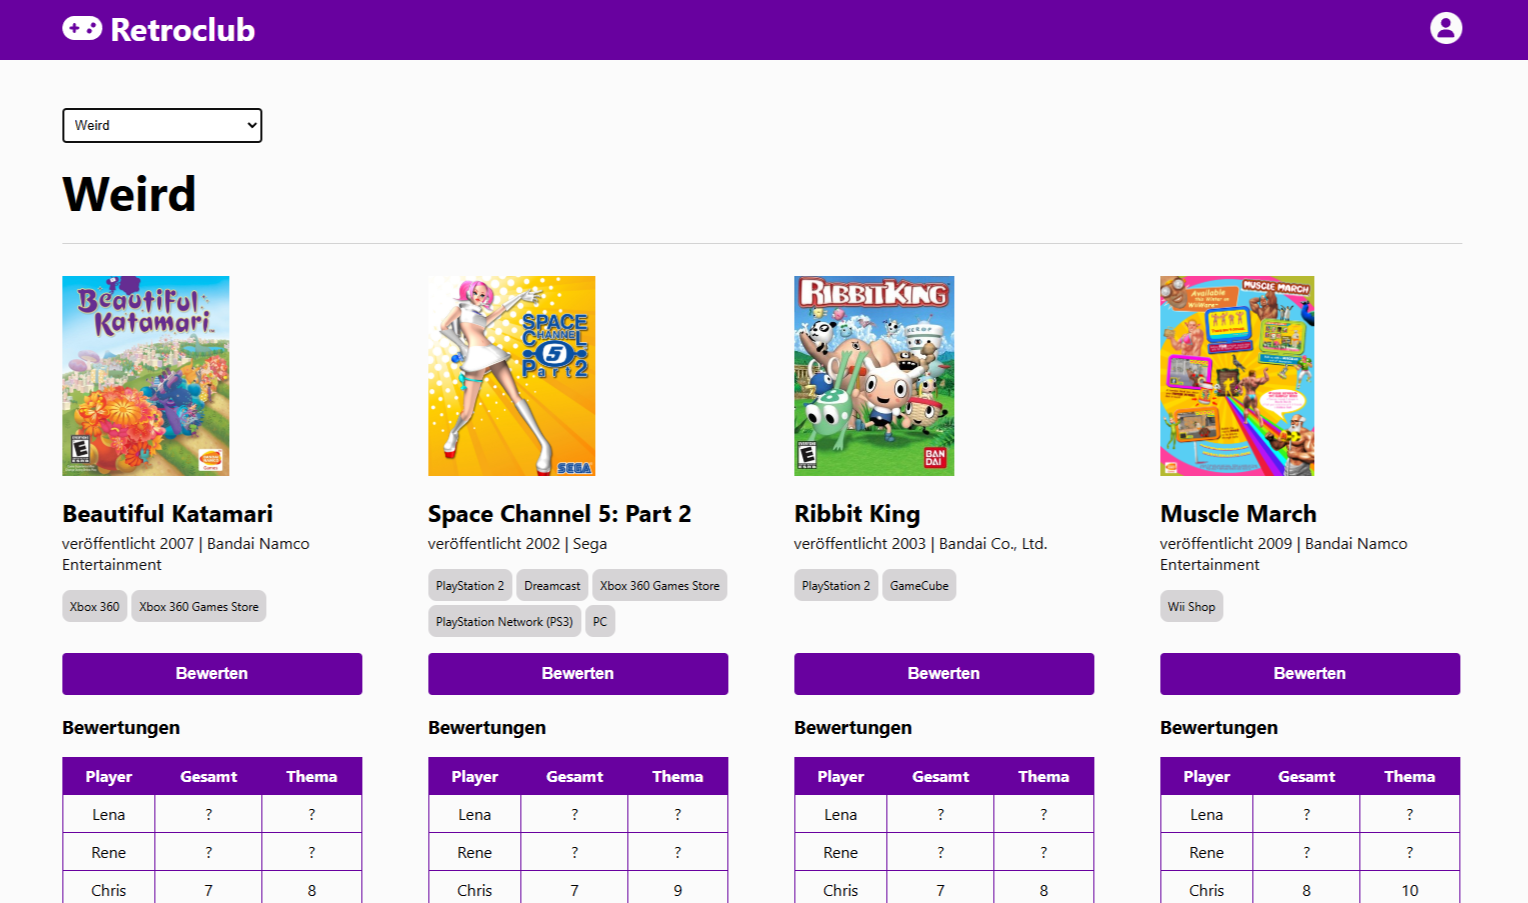 Retroclub
Weird
Weird
Beautiful
Katamari
E
SPACE
CHANNEL
5
Part 2
SEGA
RIBBIT KING
E
BAN
DAI
Available
MUSCLE MARCH
Beautiful Katamari
veröffentlicht 2007 | Bandai Namco
Entertainment
Xbox 360
Xbox 360 Games Store
Space Channel 5: Part 2
veröffentlicht 2002 | Sega
PlayStation 2
Dreamcast
Xbox 360 Games Store
PlayStation Network (PS3)
PC
Ribbit King
veröffentlicht 2003 | Bandai Co., Ltd.
PlayStation 2
GameCube
Muscle March
veröffentlicht 2009 | Bandai Namco
Entertainment
Wii Shop
Bewerten
Bewerten
Bewerten
Bewerten
Bewertungen
Player Gesamt Thema
Lena ? ?
Rene ? ?
Chris 7 8
Bewertungen
Player Gesamt Thema
Lena ? ?
Rene ? ?
Chris 7 9
Bewertungen
Player Gesamt Thema
Lena ? ?
Rene ? ?
Chris 7 8
Bewertungen
Player Gesamt Thema
Lena ? ?
Rene ? ?
Chris 8 10